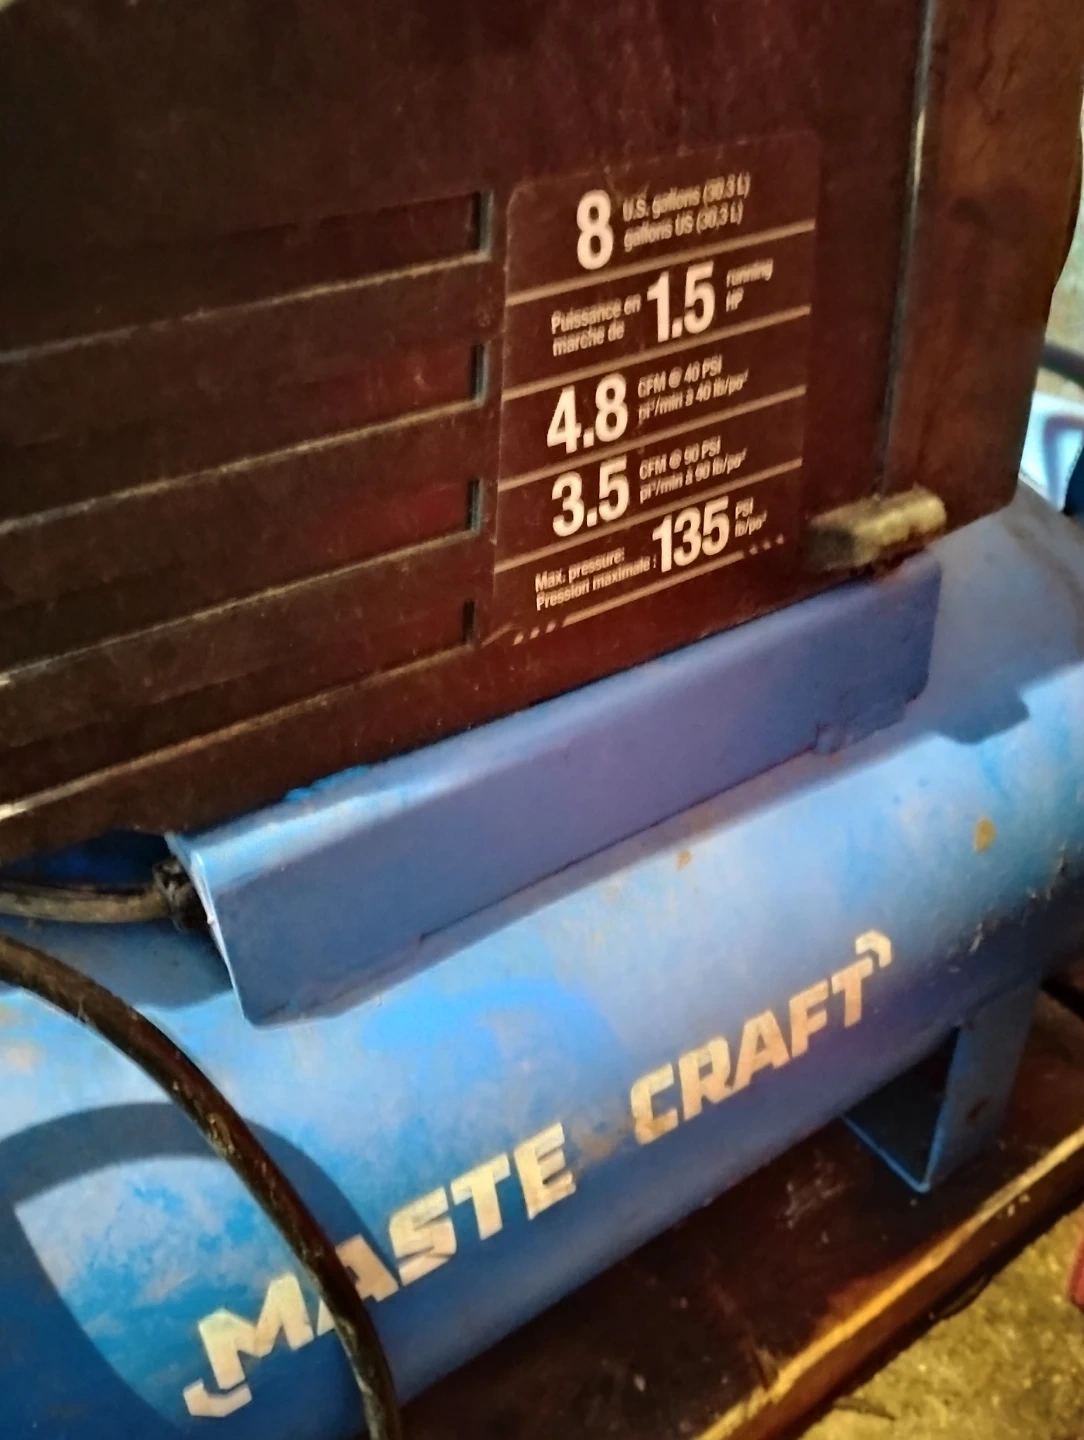 8 U.S. gallons (30.3 L)
gallons US (30,3 L)
Puissance en
marche de 1.5 running
HP
4.8 CFM @ 40 PSI
pi³/min à 40 lb/po²
3.5 CFM @ 90 PSI
pi³/min à 90 lb/po²
Max. pressure:
Pression maximale : 135 PSI
lb/po²
MASTE CRAFT